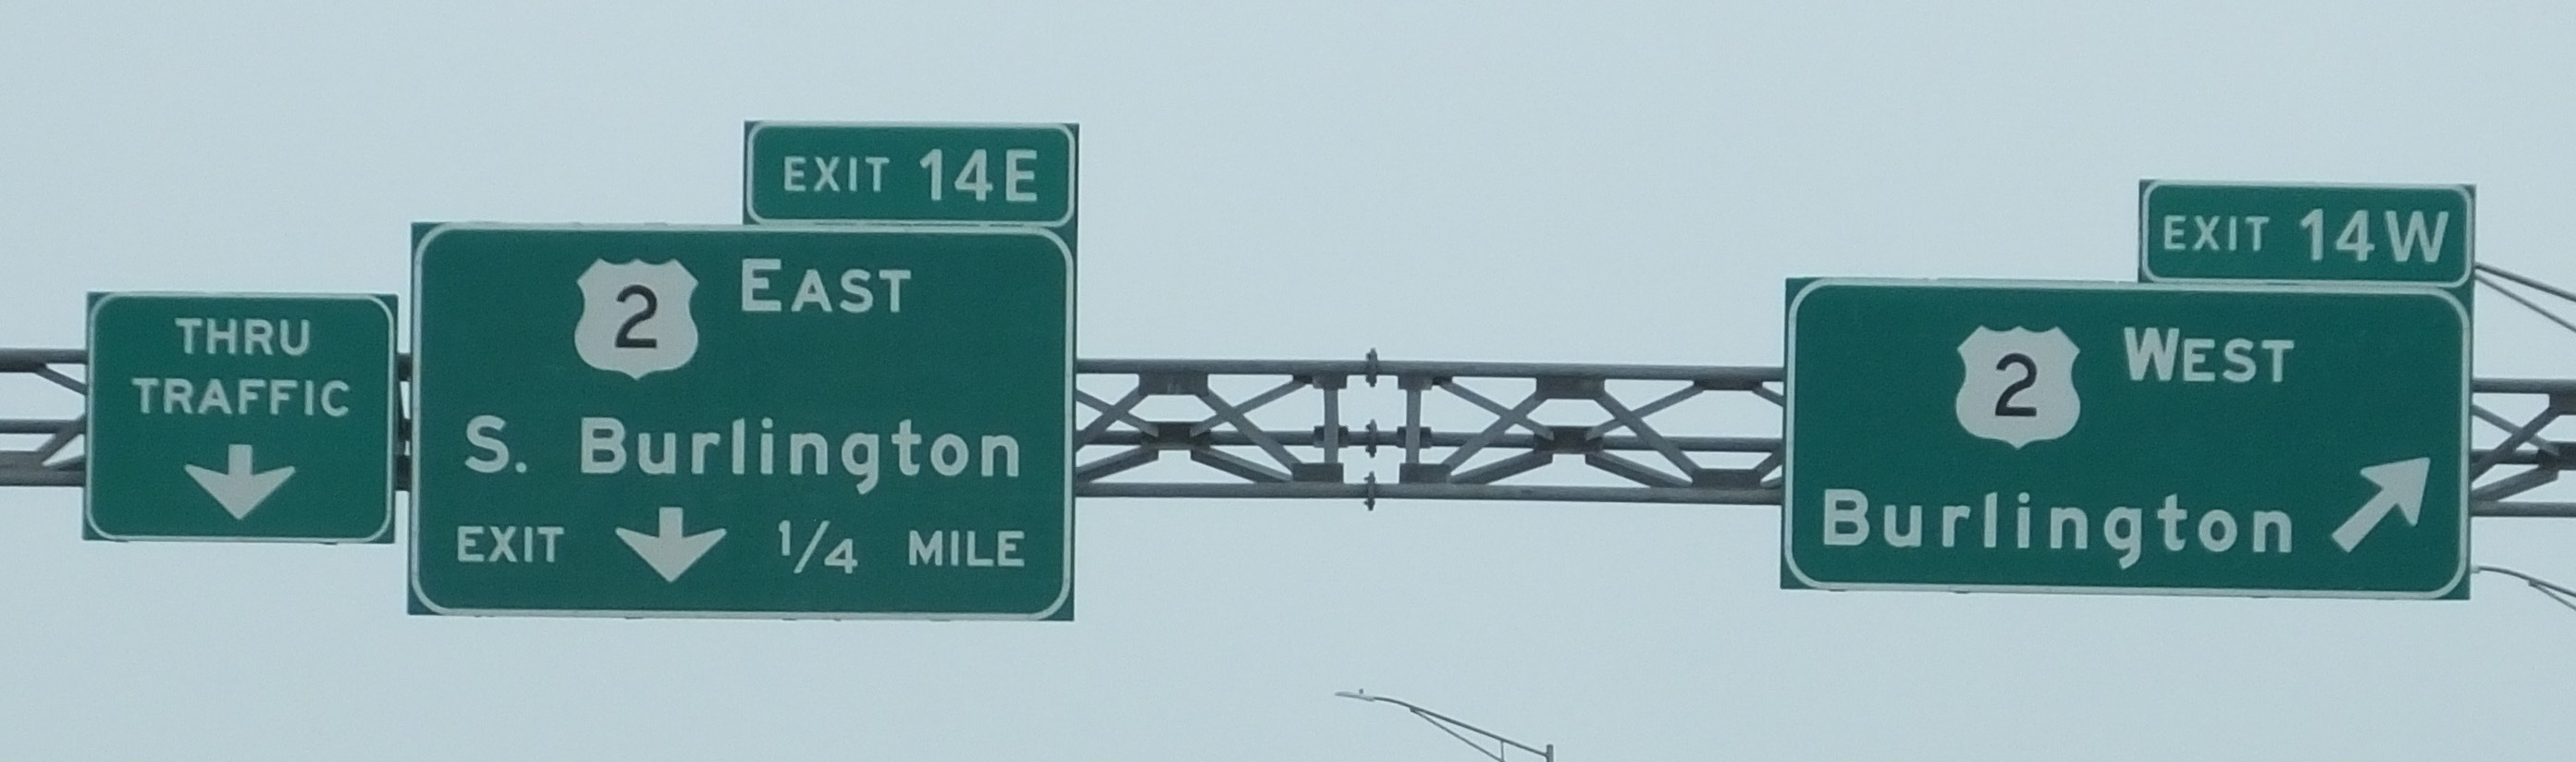 THRU
TRAFFIC
EXIT 14E
2 EAST
S. Burlington
EXIT 1/4 MILE
EXIT 14W
2 WEST
Burlington